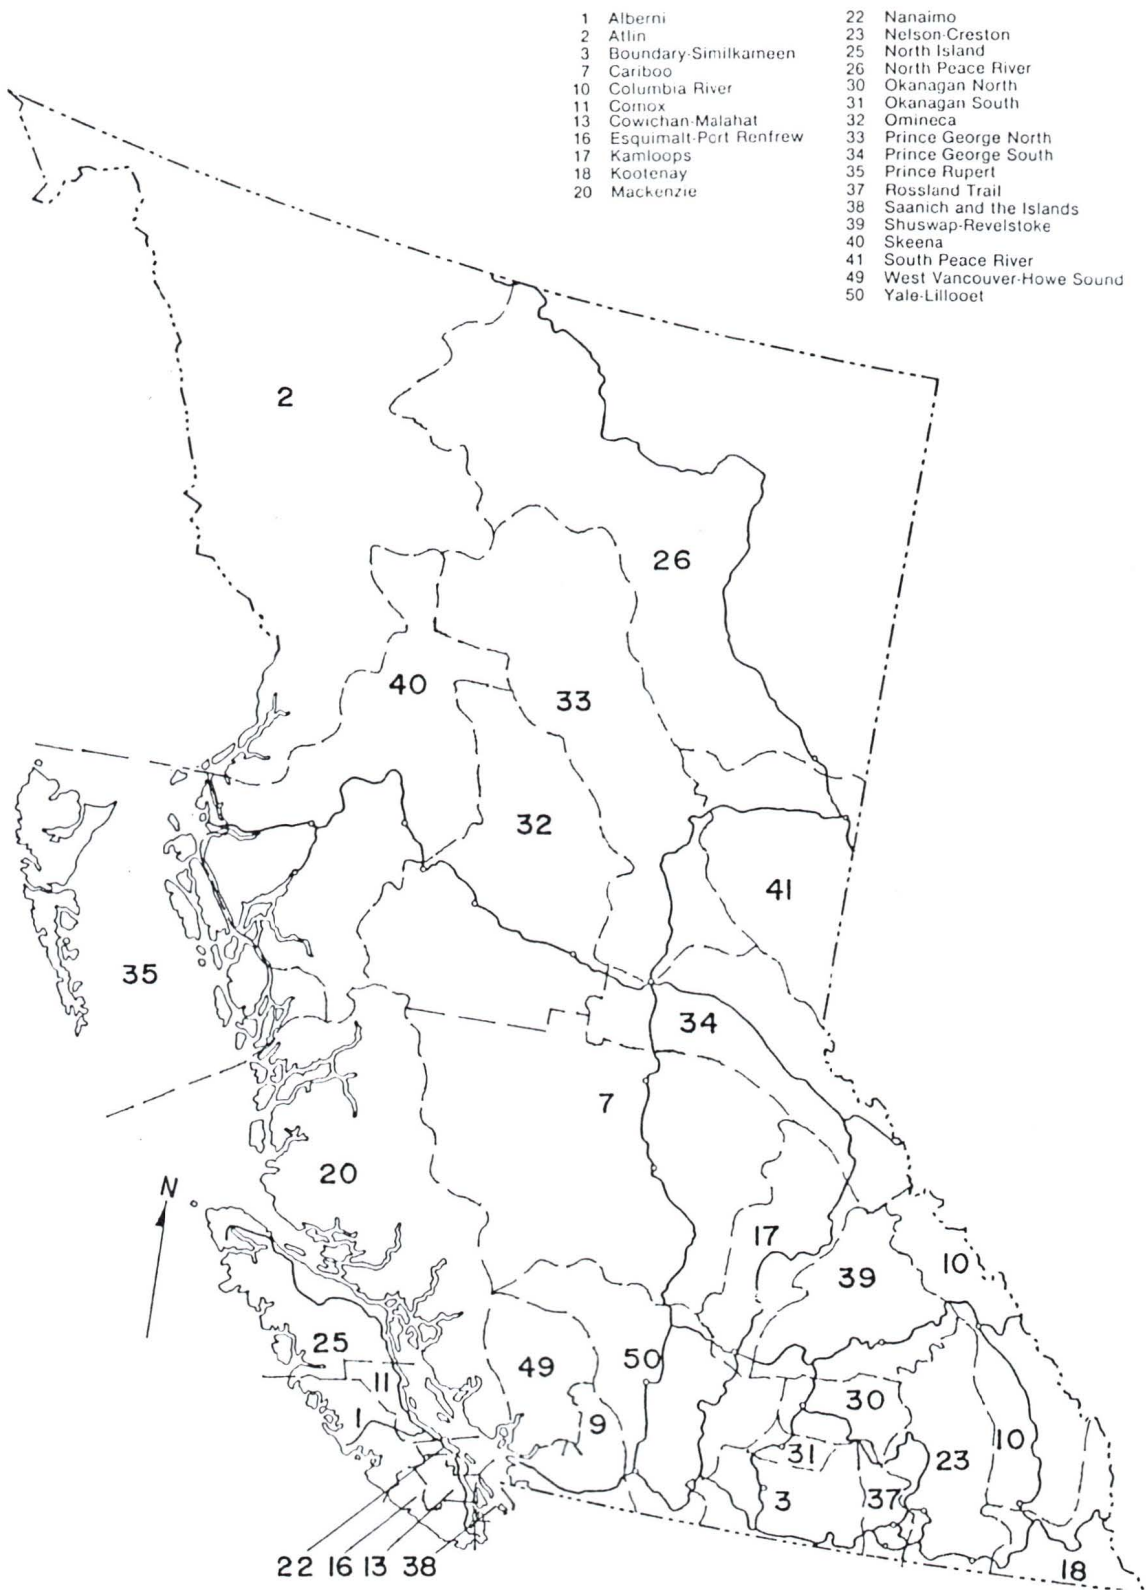 1 Alberni
2 Atlin
3 Boundary-Similkameen
7 Cariboo
10 Columbia River
11 Comox
13 Cowichan-Malahat
16 Esquimalt-Port Renfrew
17 Kamloops
18 Kootenay
20 Mackenzie
22 Nanaimo
23 Nelson-Creston
25 North Island
26 North Peace River
30 Okanagan North
31 Okanagan South
32 Omineca
33 Prince George North
34 Prince George South
35 Prince Rupert
37 Rossland Trail
38 Saanich and the Islands
39 Shuswap-Revelstoke
40 Skeena
41 South Peace River
49 West Vancouver-Howe Sound
50 Yale-Lillooet
2
26
40
33
32
41
35
34
7
20
N
17
10
39
25
49
50
11
30
1
9
31
23
10
3
37
22 16 13 38
18